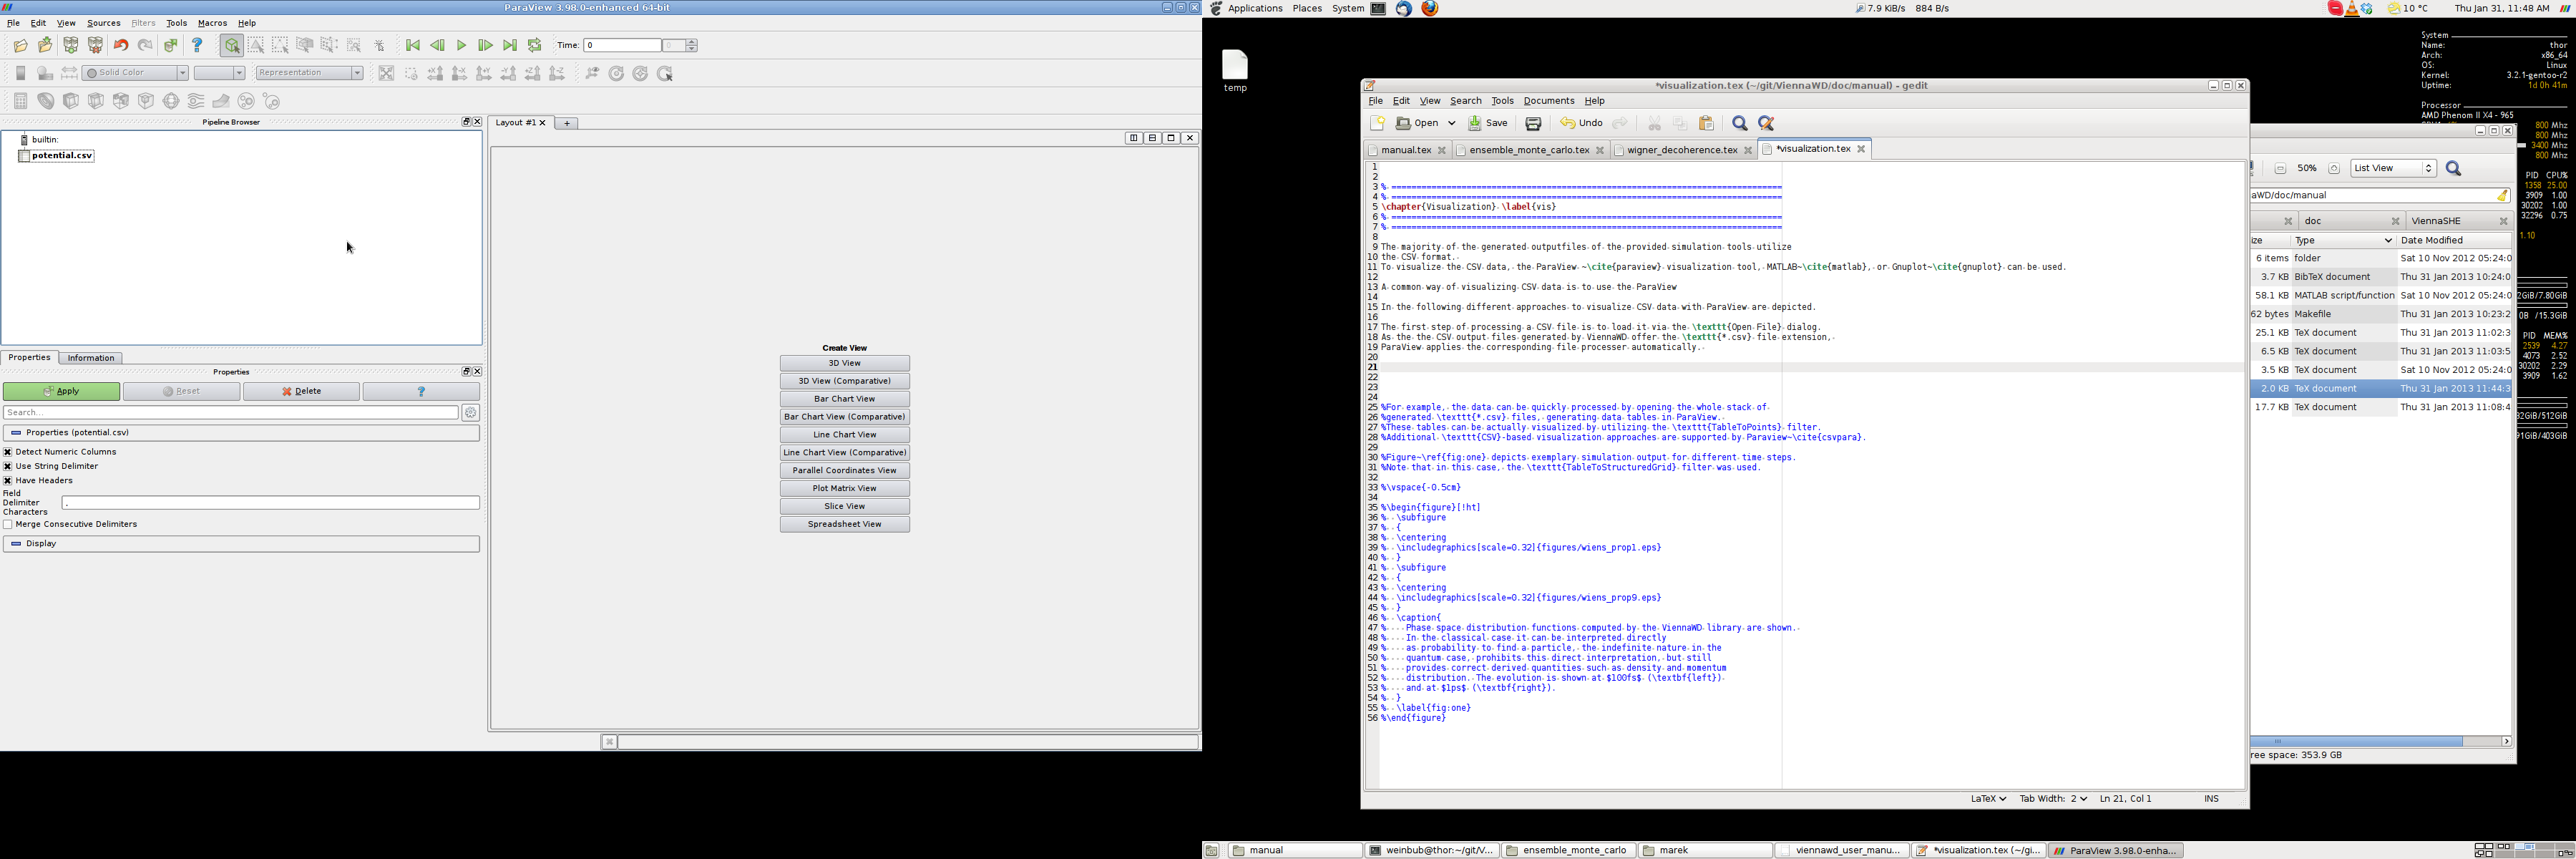 ParaView 3.98.0-enhanced 64-bit
File Edit View Sources Filters Tools Macros Help
Time: 0 0
Solid Color Representation
Pipeline Browser
builtin:
potential.csv
Properties Information
Properties
Apply Reset Delete ?
Search...
Properties (potential.csv)
Detect Numeric Columns
Use String Delimiter
Have Headers
Field
Delimiter
Characters
Merge Consecutive Delimiters
Display
Layout #1
Create View
3D View
3D View (Comparative)
Bar Chart View
Bar Chart View (Comparative)
Line Chart View
Line Chart View (Comparative)
Parallel Coordinates View
Plot Matrix View
Slice View
Spreadsheet View
Applications Places System 7.9 KiB/s 884 B/s 10 °C Thu Jan 31, 11:48 AM
temp
*visualization.tex (~/git/ViennaWD/doc/manual) - gedit
File Edit View Search Tools Documents Help
Open Save Undo
manual.tex ensemble_monte_carlo.tex wigner_decoherence.tex *visualization.tex
1
2
3 % ==============================================================================
4 % ==============================================================================
5 \chapter{Visualization} \label{vis}
6 % ==============================================================================
7 % ==============================================================================
8
9 The majority of the generated outputfiles of the provided simulation tools utilize
10 the CSV format.
11 To visualize the CSV data, the ParaView ~\cite{paraview} visualization tool, MATLAB~\cite{matlab}, or Gnuplot~\cite{gnuplot} can be used.
12
13 A common way of visualizing CSV data is to use the ParaView
14
15 In the following different approaches to visualize CSV data with ParaView are depicted.
16
17 The first step of processing a CSV file is to load it via the \texttt{Open File} dialog.
18 As the the CSV output files generated by ViennaWD offer the \texttt{*.csv} file extension,
19 ParaView applies the corresponding file processer automatically.
20
21
22
23
24
25 %For example, the data can be quickly processed by opening the whole stack of
26 %generated \texttt{*.csv} files, generating data tables in ParaView.
27 %These tables can be actually visualized by utilizing the \texttt{TableToPoints} filter.
28 %Additional \texttt{CSV}-based visualization approaches are supported by Paraview~\cite{csvpara}.
29
30 %Figure~\ref{fig:one} depicts exemplary simulation output for different time steps.
31 %Note that in this case, the \texttt{TableToStructuredGrid} filter was used.
32
33 %\vspace{-0.5cm}
34
35 %\begin{figure}[!ht]
36 % \subfigure
37 % {
38 % \centering
39 % \includegraphics[scale=0.32]{figures/wiens_prop1.eps}
40 % }
41 % \subfigure
42 % {
43 % \centering
44 % \includegraphics[scale=0.32]{figures/wiens_prop9.eps}
45 % }
46 % \caption{
47 % Phase space distribution functions computed by the ViennaWD library are shown.
48 % In the classical case it can be interpreted directly
49 % as probability to find a particle, the indefinite nature in the
50 % quantum case, prohibits this direct interpretation, but still
51 % provides correct derived quantities such as density and momentum
52 % distribution. The evolution is shown at $100fs$ (\textbf{left})
53 % and at $1ps$ (\textbf{right}).
54 % }
55 % \label{fig:one}
56 %\end{figure}
LaTeX Tab Width: 2 Ln 21, Col 1 INS
50% List View
aWD/doc/manual
doc ViennaSHE
ize Type Date Modified
6 items folder Sat 10 Nov 2012 05:24:0
3.7 KB BibTeX document Thu 31 Jan 2013 10:24:0
58.1 KB MATLAB script/function Sat 10 Nov 2012 05:24:0
62 bytes Makefile Thu 31 Jan 2013 10:23:2
25.1 KB TeX document Thu 31 Jan 2013 11:02:3
6.5 KB TeX document Thu 31 Jan 2013 11:03:5
3.5 KB TeX document Sat 10 Nov 2012 05:24:0
2.0 KB TeX document Thu 31 Jan 2013 11:44:3
17.7 KB TeX document Thu 31 Jan 2013 11:08:4
ree space: 353.9 GB
System
Name: thor
Arch: x86_64
OS: Linux
Kernel: 3.2.1-gentoo-r2
Uptime: 1d 0h 41m
Processor
AMD Phenom II X4 - 965
800 Mhz
800 Mhz
3400 Mhz
800 Mhz
PID CPU%
1358 25.00
3909 1.00
30202 1.00
32296 0.75
1.10
2GiB/7.80GiB
0B /15.3GiB
PID MEM%
2539 4.27
4073 2.52
30202 2.29
3909 1.62
2GiB/512GiB
91GiB/403GiB
manual weinbub@thor:~/git/V... ensemble_monte_carlo marek viennawd_user_manu... *visualization.tex (~/gi... ParaView 3.98.0-enha...